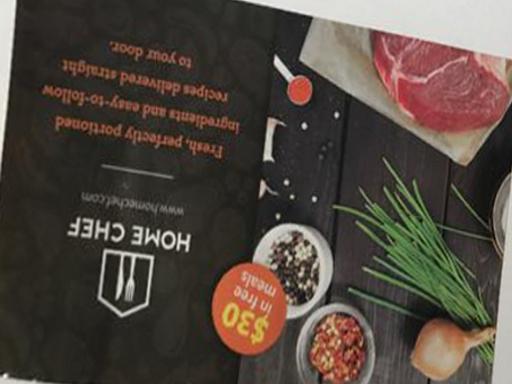 HOME CHEF
www.homechef.com
Fresh, perfectly portioned
ingredients and easy-to-follow
recipes delivered straight
to your door.
$30
in free
meals